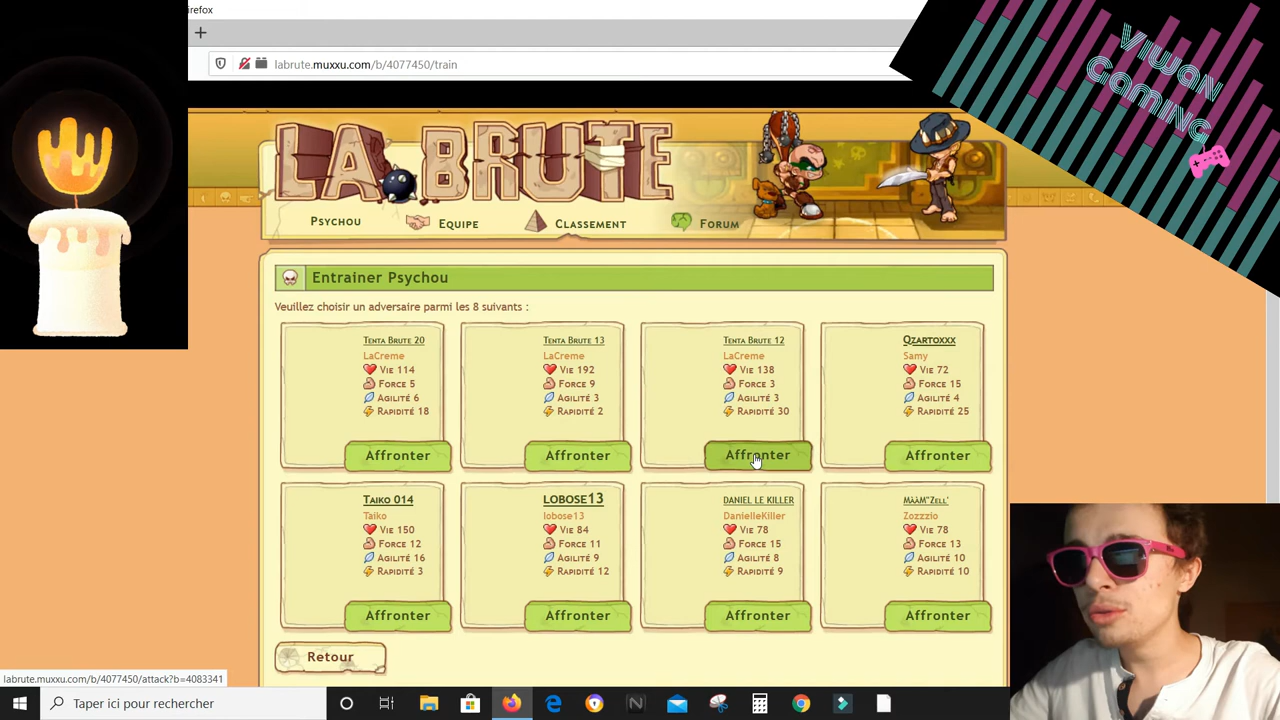 irefox
labrute.muxxu.com/b/4077450/train
VIWAN
GAMING
LA BRUTE
PSYCHOU
EQUIPE
CLASSEMENT
FORUM
Entrainer Psychou
Veuillez choisir un adversaire parmi les 8 suivants :
TENTA BRUTE 20
LaCreme
VIE 114
FORCE 5
AGILITÉ 6
RAPIDITÉ 18
Affronter
TENTA BRUTE 13
LaCreme
VIE 192
FORCE 9
AGILITÉ 3
RAPIDITÉ 2
Affronter
TENTA BRUTE 12
LaCreme
VIE 138
FORCE 3
AGILITÉ 3
RAPIDITÉ 30
Affronter
QZARTOXXX
Samy
VIE 72
FORCE 15
AGILITÉ 4
RAPIDITÉ 25
Affronter
TAIKO 014
Taiko
VIE 150
FORCE 12
AGILITÉ 16
RAPIDITÉ 3
Affronter
LOBOSE13
lobose13
VIE 84
FORCE 11
AGILITÉ 9
RAPIDITÉ 12
Affronter
DANIEL LE KILLER
DanielleKiller
VIE 78
FORCE 15
AGILITÉ 8
RAPIDITÉ 9
Affronter
Zozzzio
VIE 78
FORCE 13
AGILITÉ 10
RAPIDITÉ 10
Affronter
Retour
labrute.muxxu.com/b/4077450/attack?b=4083341
Taper ici pour rechercher